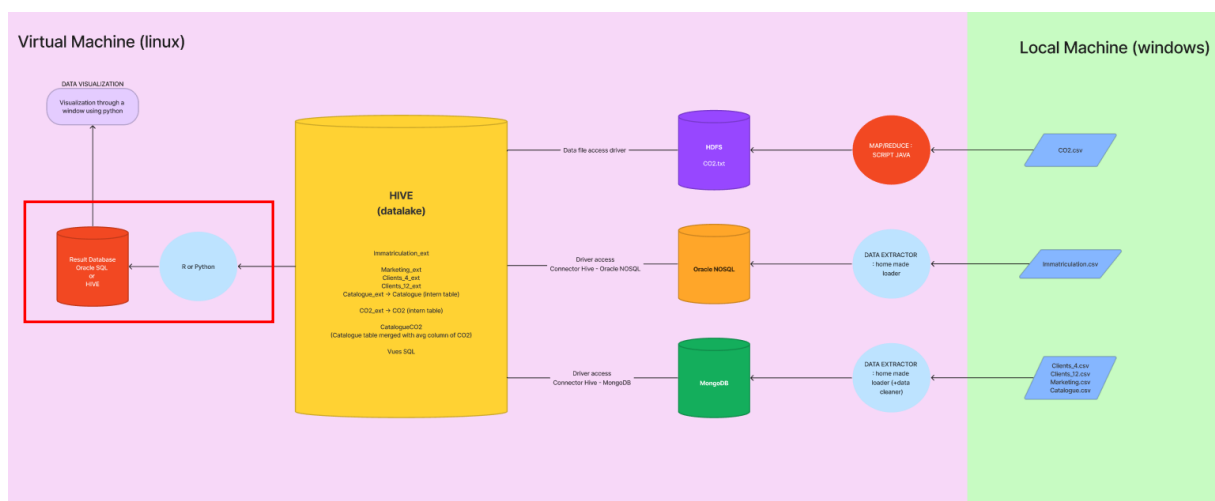 Virtual Machine (linux)
Local Machine (windows)
DATA VISUALIZATION
Visualization through a
window using python
Result Database
Oracle SQL
or
HIVE
R or Python
HIVE
(datalake)
Immatriculation_ext
Marketing_ext
Clients_4_ext
Clients_12_ext
Catalogue_ext → Catalogue (intern table)
CO2_ext → CO2 (intern table)
CatalogueCO2
(Catalogue table merged with avg column of CO2)
Vues SQL
Data file access driver
HDFS
CO2.txt
MAP/REDUCE :
SCRIPT JAVA
CO2.csv
Driver access
Connector Hive - Oracle NOSQL
Oracle NOSQL
DATA EXTRACTOR
: home made
loader
Immatriculation.csv
Driver access
Connector Hive - MongoDB
MongoDB
DATA EXTRACTOR
: home made
loader (+data
cleaner)
Clients_4.csv
Clients_12.csv
Marketing.csv
Catalogue.csv